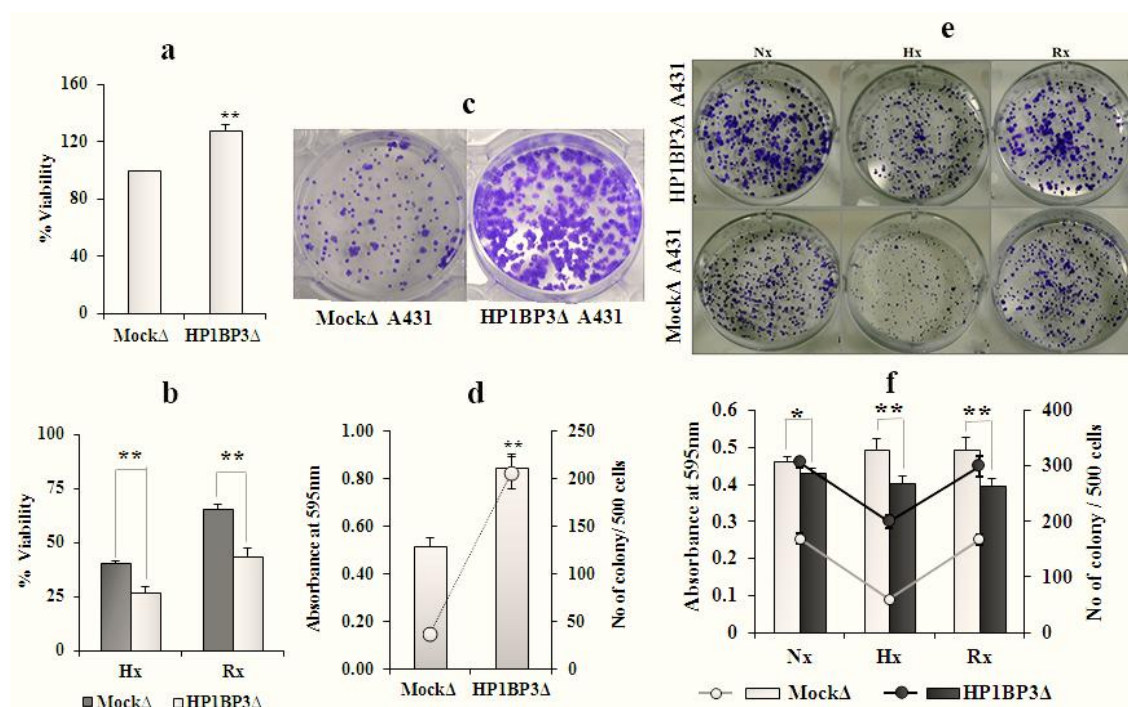 a
160
120
80
40
0
% Viability
**
MockΔ HP1BP3Δ
c
MockΔ A431 HP1BP3Δ A431
e
Nx Hx Rx
HP1BP3Δ A431
MockΔ A431
b
100
75
50
25
0
% Viability
** **
Hx Rx
MockΔ HP1BP3Δ
d
1.00
0.80
0.60
0.40
0.20
0.00
Absorbance at 595nm
**
250
200
150
100
50
0
No of colony/ 500 cells
MockΔ HP1BP3Δ
f
0.6
0.5
0.4
0.3
0.2
0.1
0
Absorbance at 595nm
* ** **
400
300
200
100
0
No of colony / 500 cells
Nx Hx Rx
MockΔ HP1BP3Δ